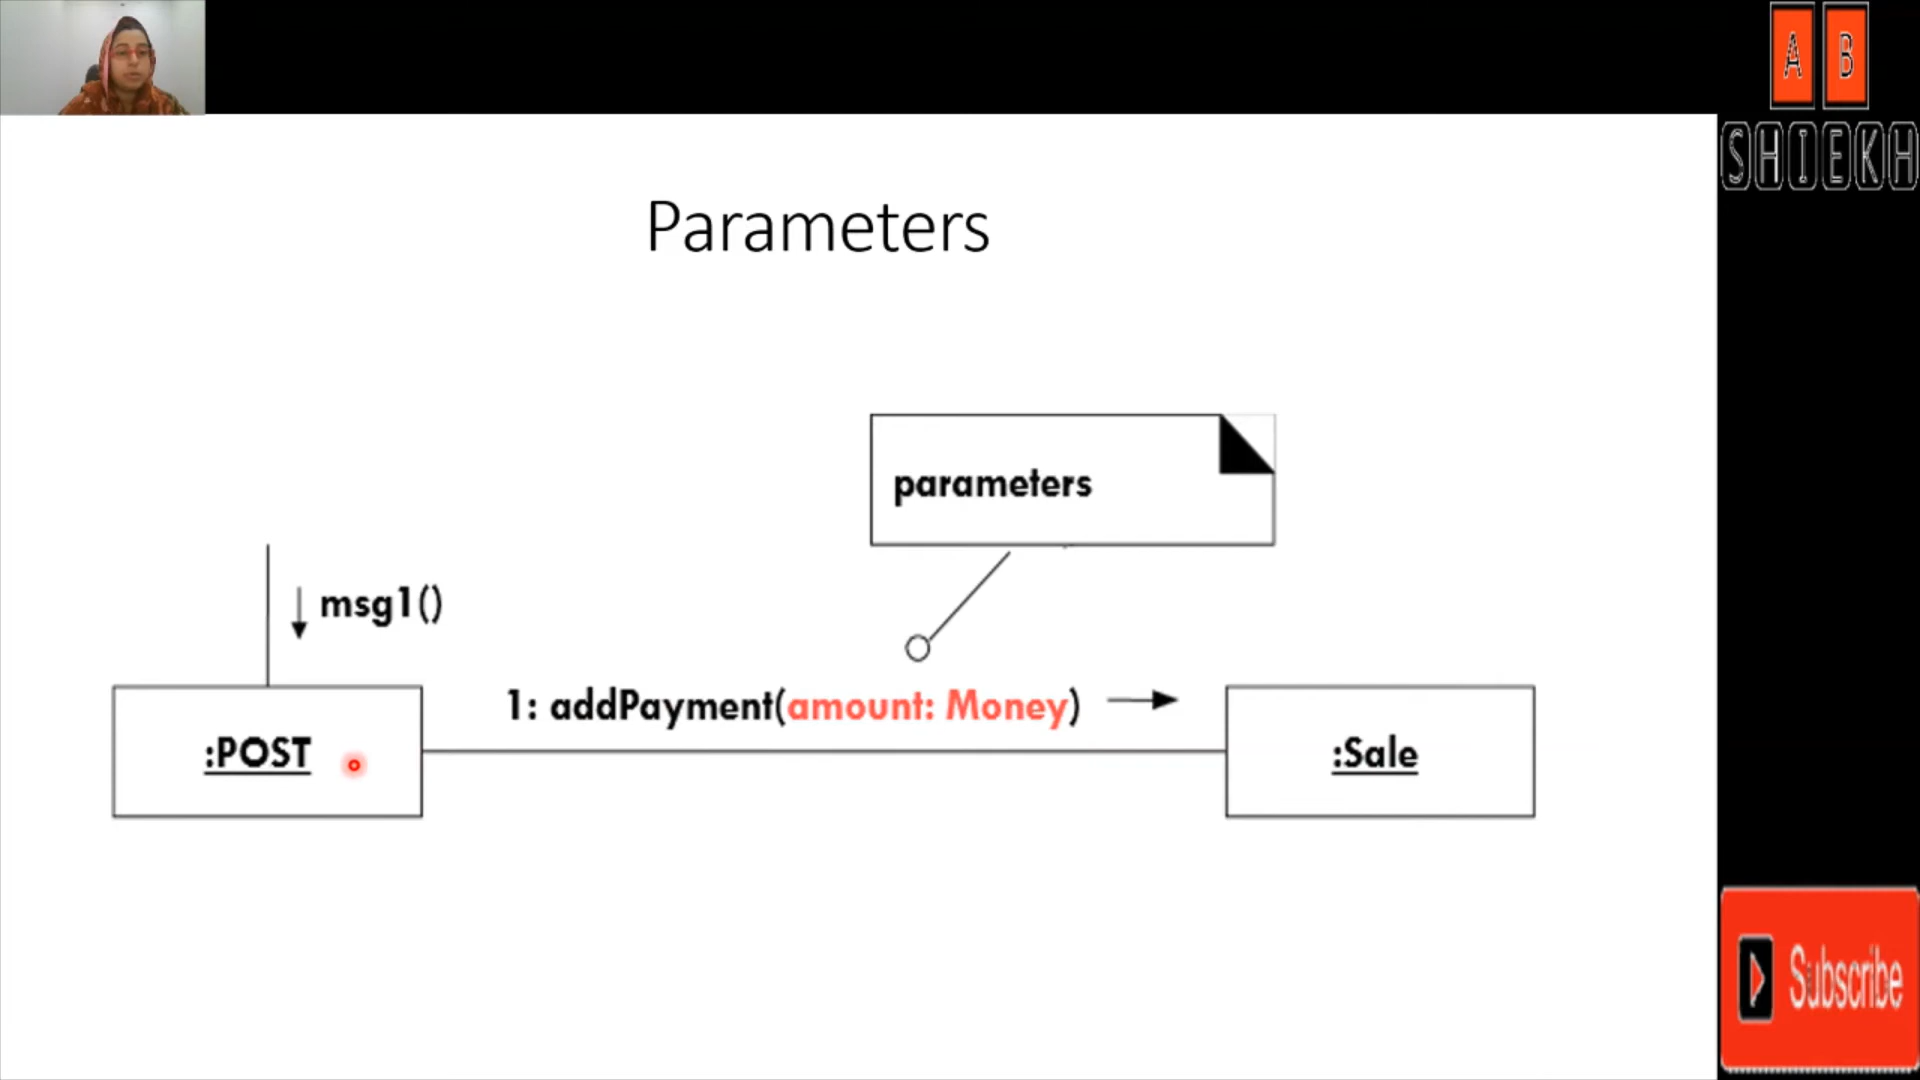 A B
SHIEKH
Parameters
parameters
msg1()
1: addPayment(amount: Money)
:POST
:Sale
Subscribe